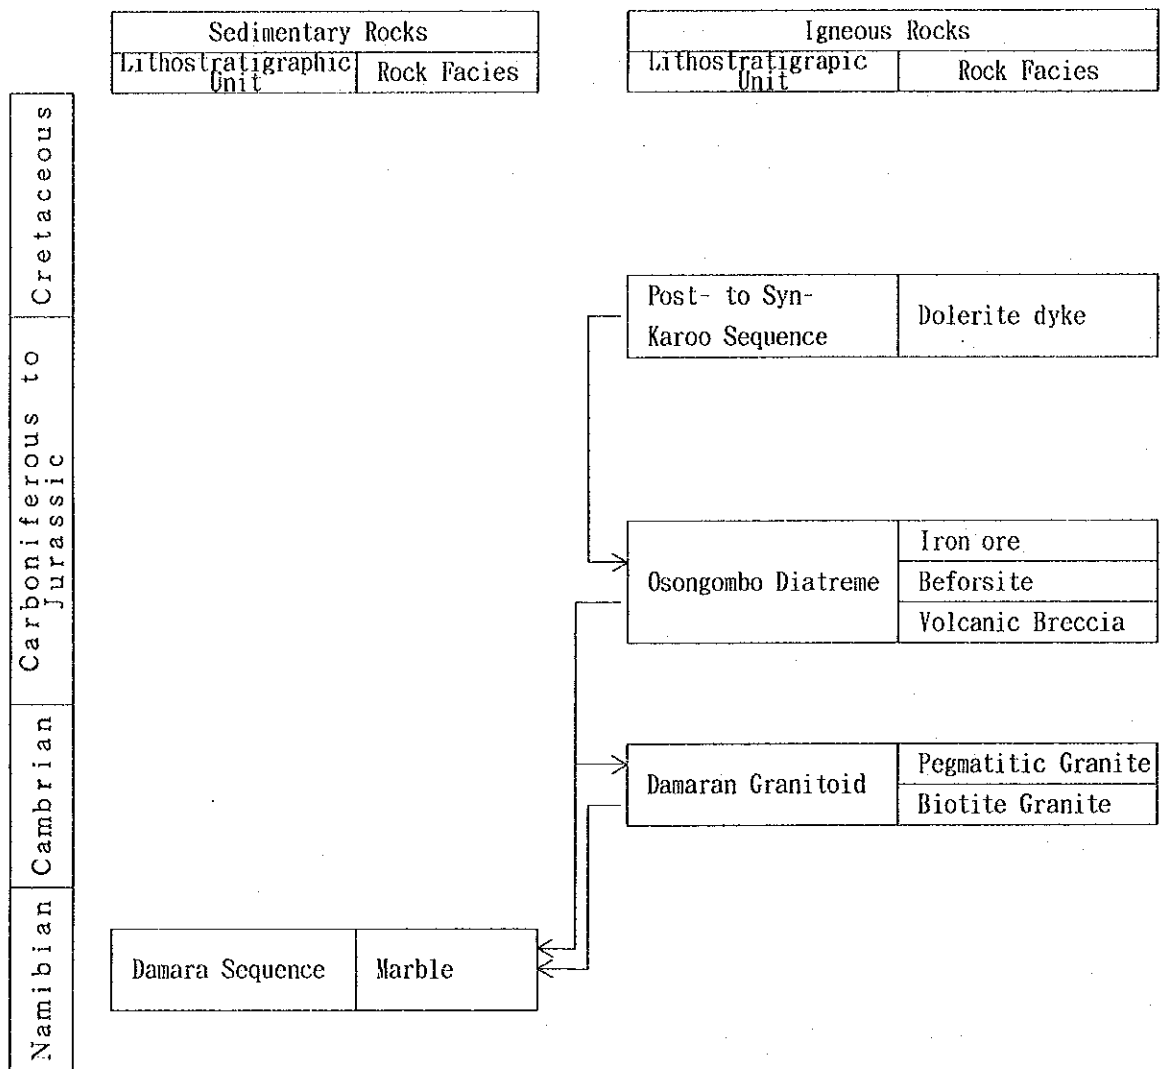 Sedimentary Rocks
Lithostratigraphic
Unit
Rock Facies
Igneous Rocks
Lithostratigrapic
Unit
Rock Facies
Cretaceous
Carboniferous to
Jurassic
Cambrian
Namibian
Post- to Syn-
Karoo Sequence
Dolerite dyke
Osongombo Diatreme
Iron ore
Beforsite
Volcanic Breccia
Damaran Granitoid
Pegmatitic Granite
Biotite Granite
Damara Sequence
Marble